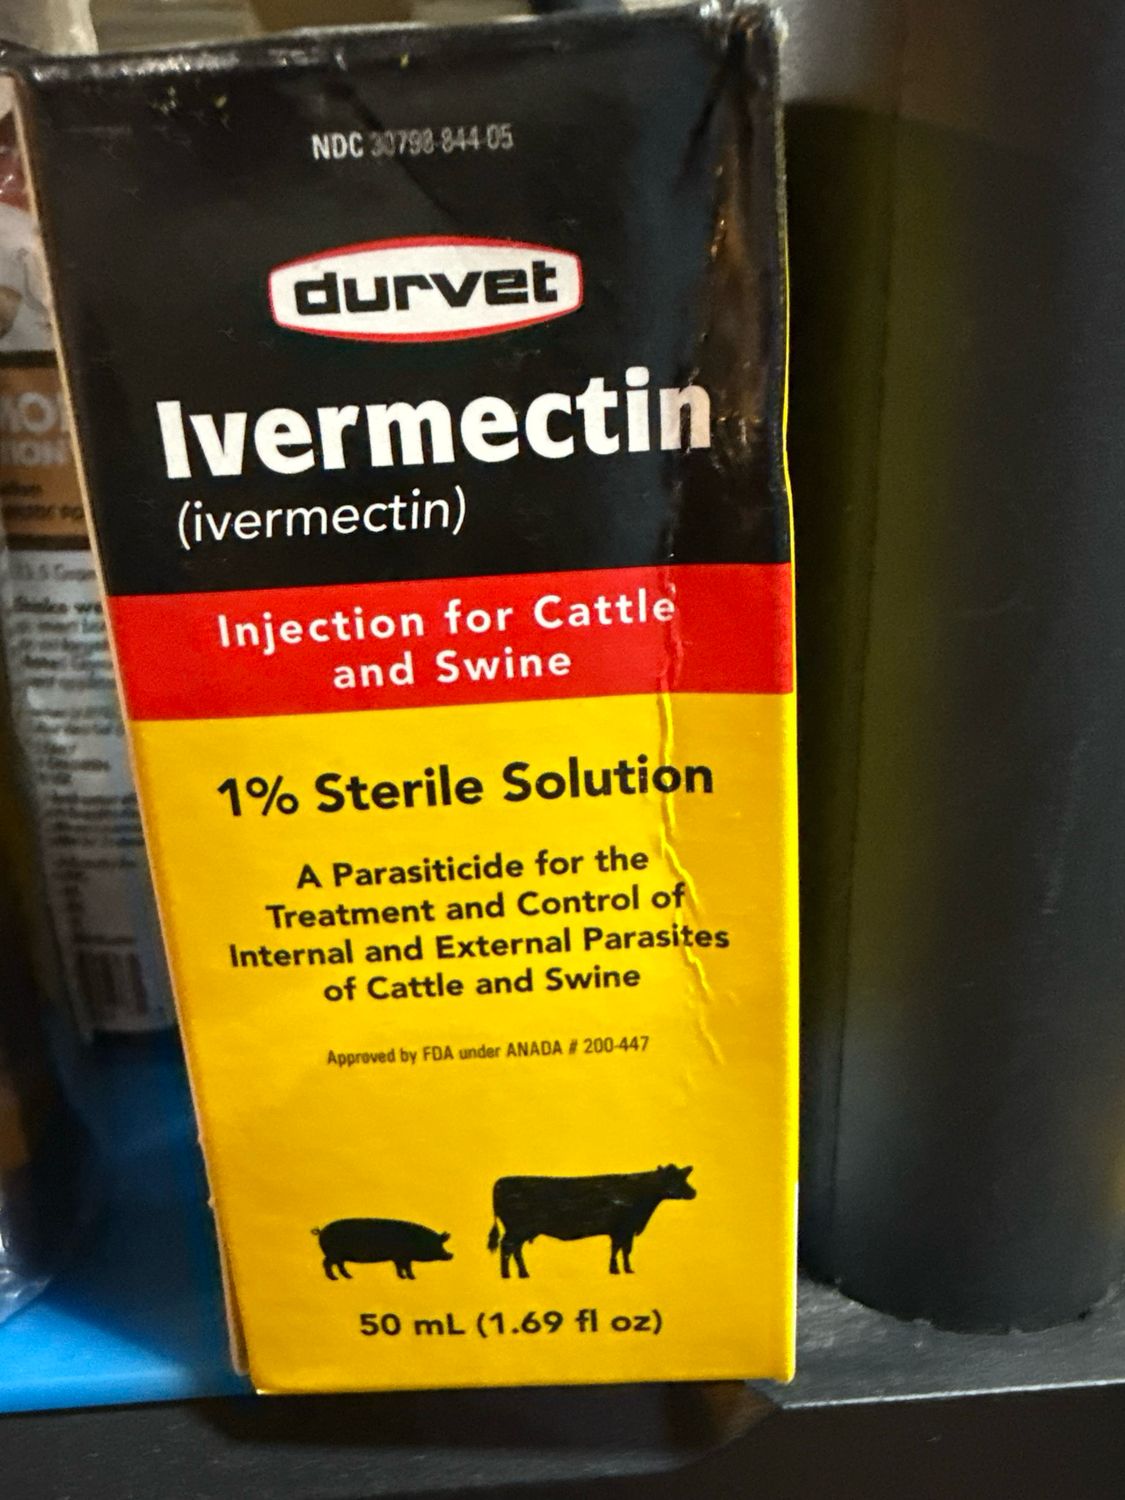 NDC 30798-844-05
durvet
Ivermectin
(ivermectin)
Injection for Cattle
and Swine
1% Sterile Solution
A Parasiticide for the
Treatment and Control of
Internal and External Parasites
of Cattle and Swine
Approved by FDA under ANADA # 200-447
50 mL (1.69 fl oz)